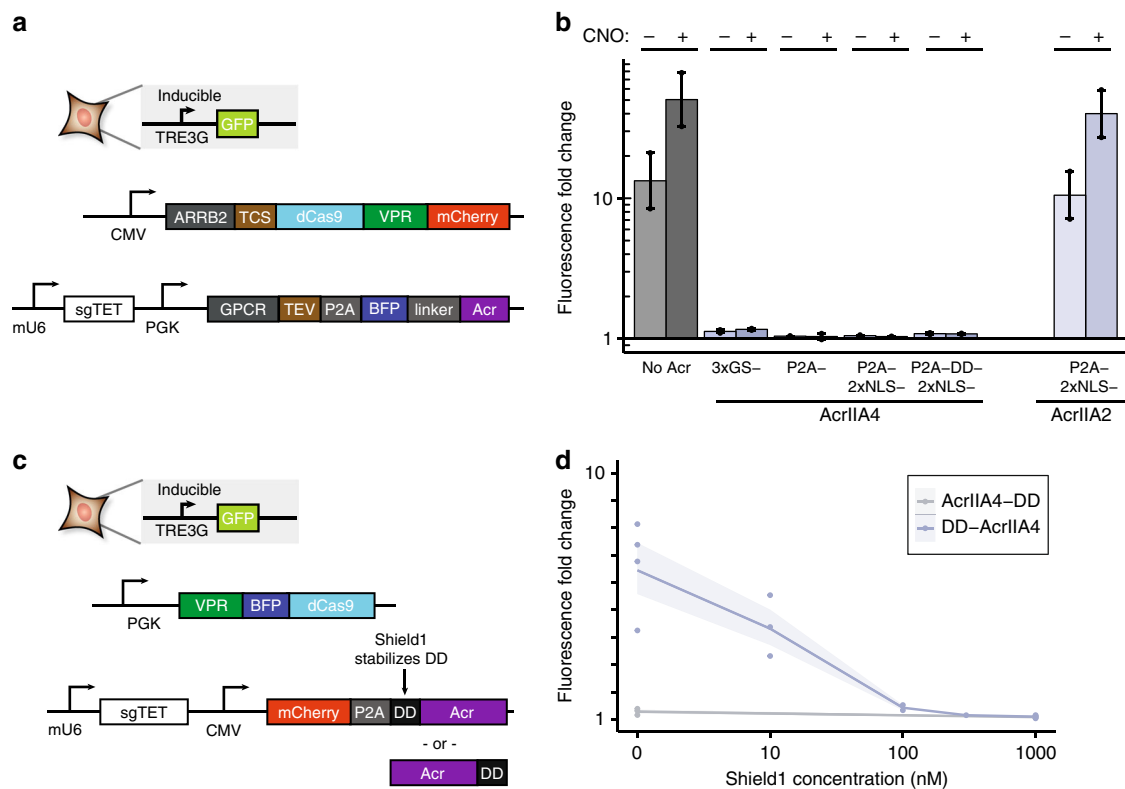 a
Inducible
TRE3G
GFP
CMV
ARRB2 TCS dCas9 VPR mCherry
mU6
sgTET
PGK
GPCR TEV P2A BFP linker Acr
b
CNO: − + − + − + − + − + − +
Fluorescence fold change
10
1
No Acr
3xGS−
P2A−
P2A−
2xNLS−
P2A−DD−
2xNLS−
P2A−
2xNLS−
AcrIIA4
AcrIIA2
c
Inducible
TRE3G
GFP
PGK
VPR BFP dCas9
Shield1
stabilizes DD
mU6
sgTET
CMV
mCherry P2A DD Acr
- or -
Acr DD
d
Fluorescence fold change
10
1
AcrIIA4−DD
DD−AcrIIA4
0 10 100 1000
Shield1 concentration (nM)